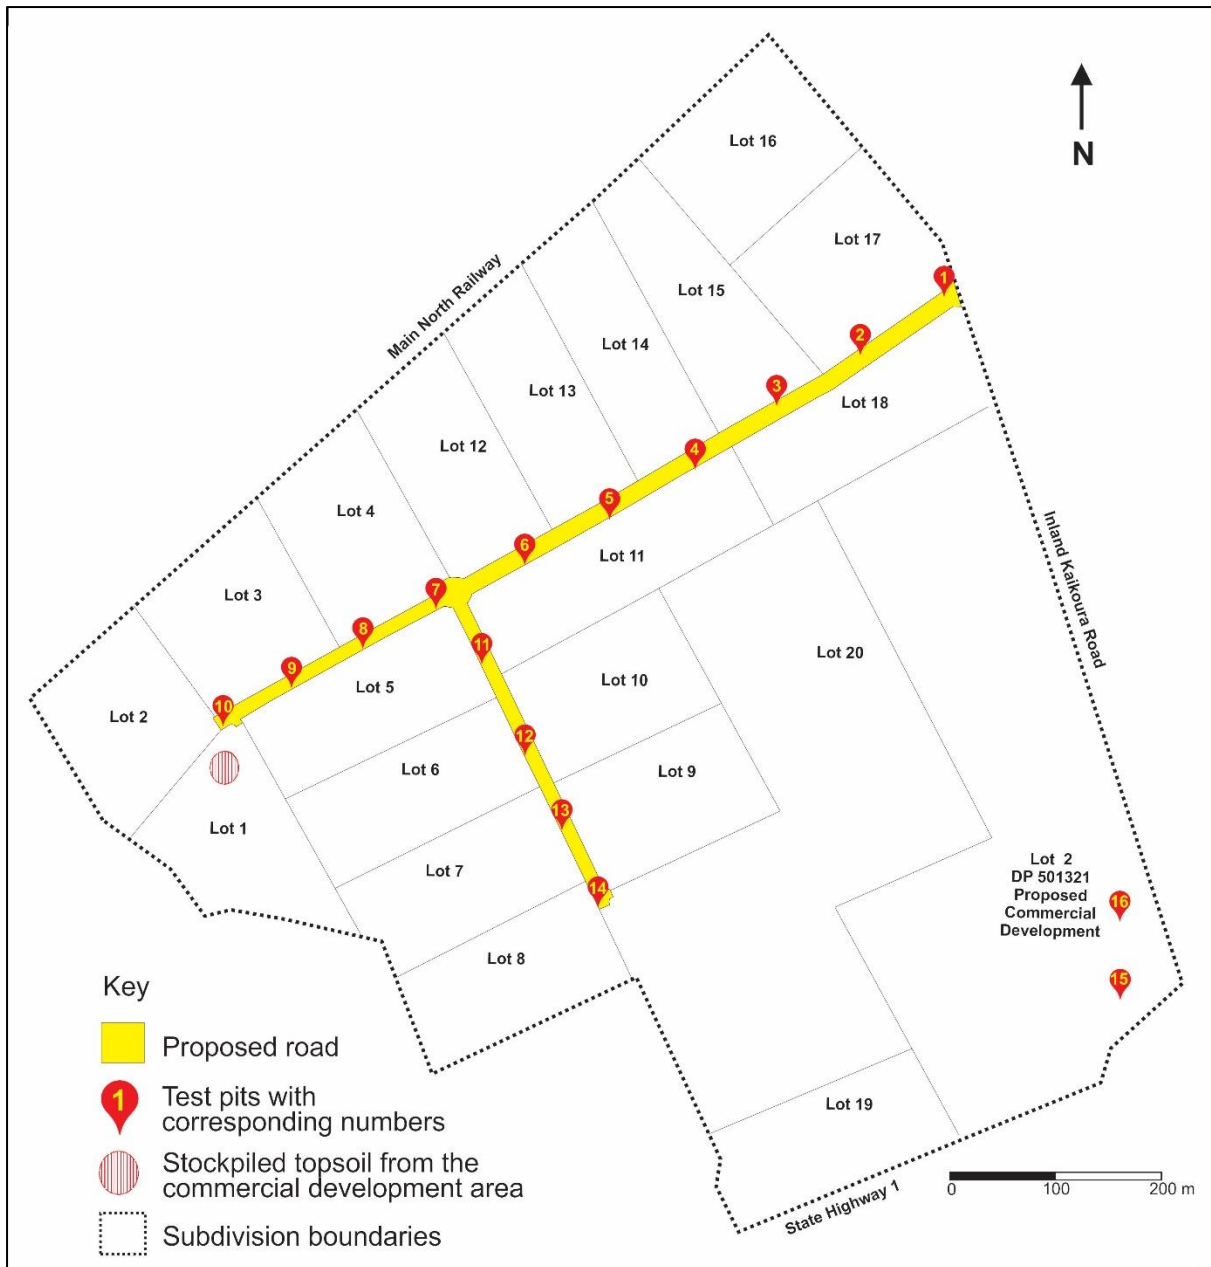 Lot 16
N
Lot 17
Main North Railway
1
Lot 15
2
Lot 14
3
Lot 13
Lot 18
Lot 12
4
5
Lot 4
6
Lot 11
Inland Kaikoura Road
7
Lot 3
8
11
Lot 20
9
Lot 5
Lot 10
10
Lot 2
12
Lot 6
Lot 9
13
Lot 1
Lot 7
14
Lot 2
DP 501321
Proposed
Commercial
Development
16
15
Lot 8
Key
Proposed road
1
Test pits with
corresponding numbers
Stockpiled topsoil from the
commercial development area
Subdivision boundaries
Lot 19
State Highway 1
0 100 200 m